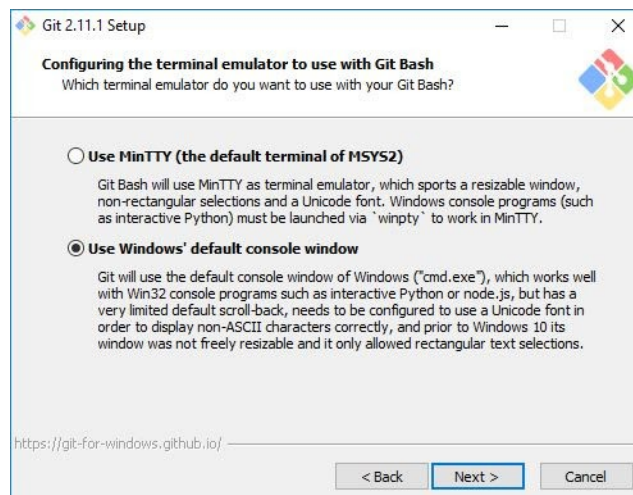 Git 2.11.1 Setup
Configuring the terminal emulator to use with Git Bash
Which terminal emulator do you want to use with your Git Bash?
Use MinTTY (the default terminal of MSYS2)
Git Bash will use MinTTY as terminal emulator, which sports a resizable window,
non-rectangular selections and a Unicode font. Windows console programs (such
as interactive Python) must be launched via `winpty` to work in MinTTY.
Use Windows' default console window
Git will use the default console window of Windows ("cmd.exe"), which works well
with Win32 console programs such as interactive Python or node.js, but has a
very limited default scroll-back, needs to be configured to use a Unicode font in
order to display non-ASCII characters correctly, and prior to Windows 10 its
window was not freely resizable and it only allowed rectangular text selections.
https://git-for-windows.github.io/
< Back Next > Cancel